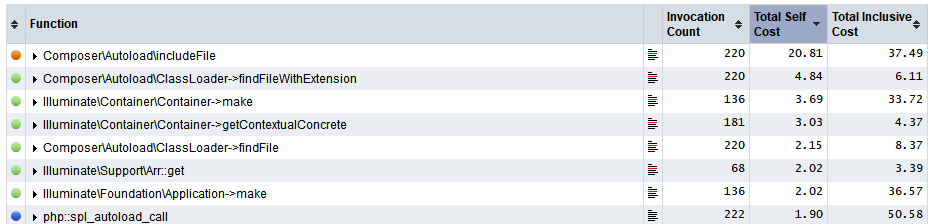 Function Invocation Count Total Self Cost Total Inclusive Cost
Composer\Autoload\includeFile 220 20.81 37.49
Composer\Autoload\ClassLoader->findFileWithExtension 220 4.84 6.11
Illuminate\Container\Container->make 136 3.69 33.72
Illuminate\Container\Container->getContextualConcrete 181 3.03 4.37
Composer\Autoload\ClassLoader->findFile 220 2.15 8.37
Illuminate\Support\Arr::get 68 2.02 3.39
Illuminate\Foundation\Application->make 136 2.02 36.57
php::spl_autoload_call 222 1.90 50.58